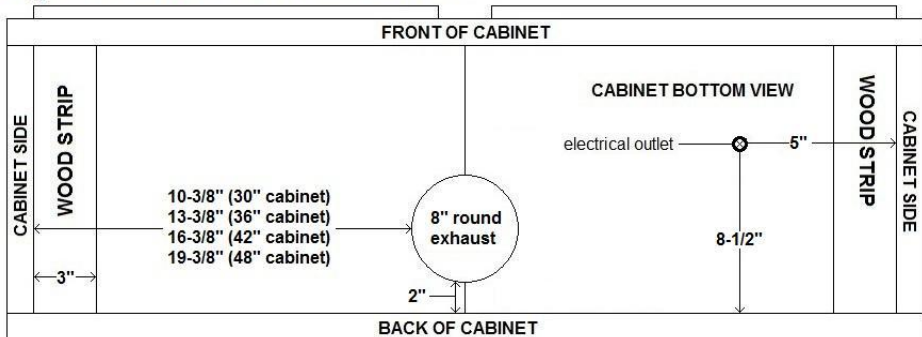 FRONT OF CABINET
CABINET SIDE
WOOD STRIP
CABINET BOTTOM VIEW
WOOD STRIP
CABINET SIDE
electrical outlet
5"
10-3/8" (30" cabinet)
13-3/8" (36" cabinet)
16-3/8" (42" cabinet)
19-3/8" (48" cabinet)
8" round
exhaust
8-1/2"
3"
2"
BACK OF CABINET